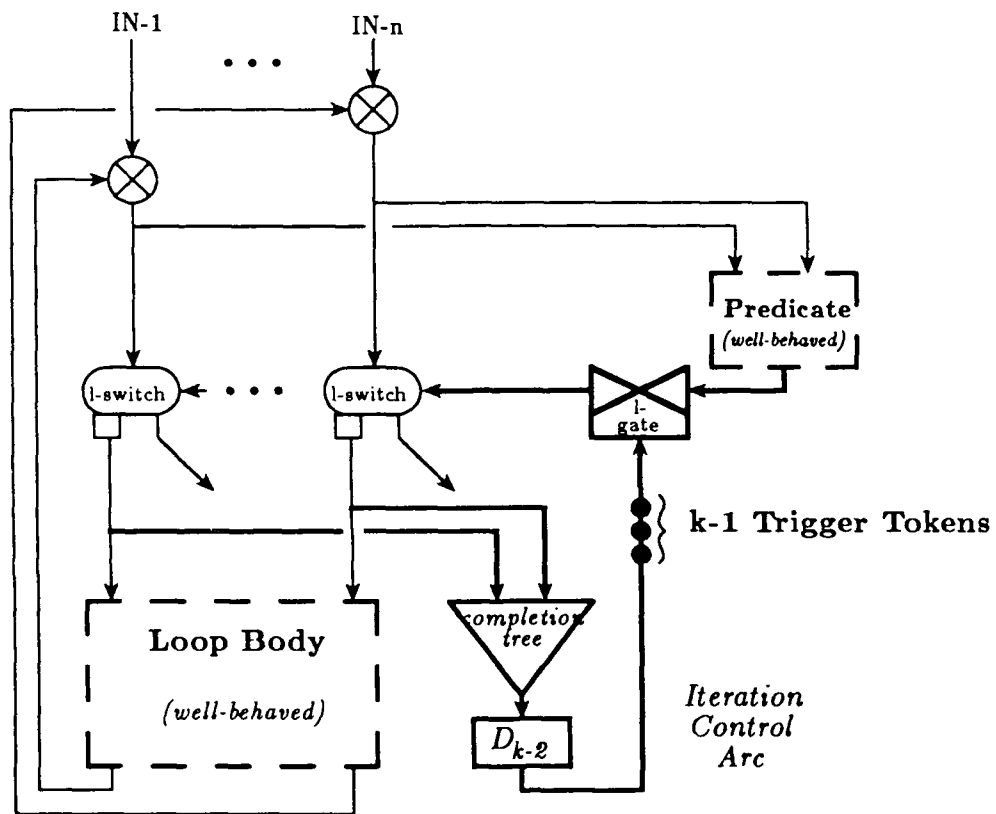 IN-1
IN-n
Predicate
(well-behaved)
l-switch
l-switch
l-
gate
k-1 Trigger Tokens
completion
tree
Loop Body
(well-behaved)
D k-2
Iteration
Control
Arc